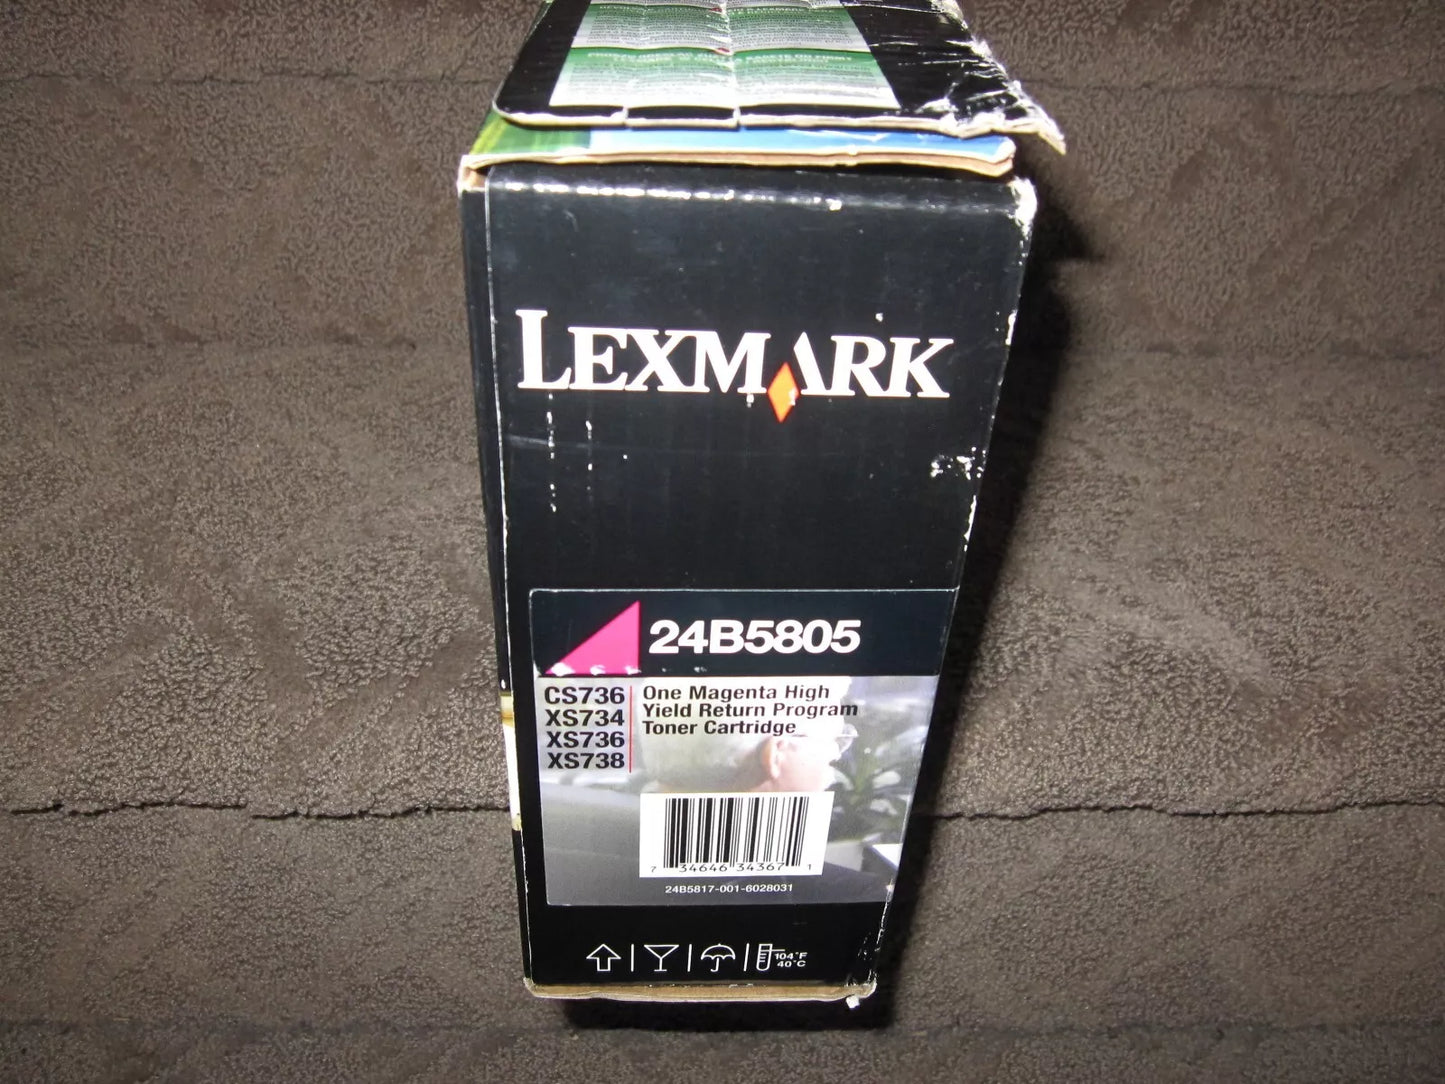 LEXMARK
24B5805
CS736
XS734
XS736
XS738
One Magenta High
Yield Return Program
Toner Cartridge
7 34646 34367 1
24B5817-001-6028031
104°F
40°C